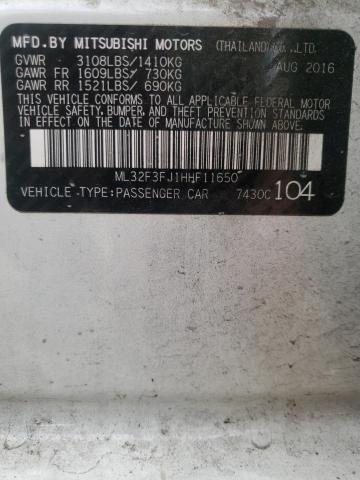 MFD.BY MITSUBISHI MOTORS (THAILAND) CO.,LTD.
GVWR 3108LBS/1410KG AUG 2016
GAWR FR 1609LBS/ 730KG
GAWR RR 1521LBS/ 690KG
THIS VEHICLE CONFORMS TO ALL APPLICABLE FEDERAL MOTOR
VEHICLE SAFETY, BUMPER, AND THEFT PREVENTION STANDARDS
IN EFFECT ON THE DATE OF MANUFACTURE SHOWN ABOVE.
ML32F3FJ1HHF11650
VEHICLE-TYPE:PASSENGER CAR 7430C 104